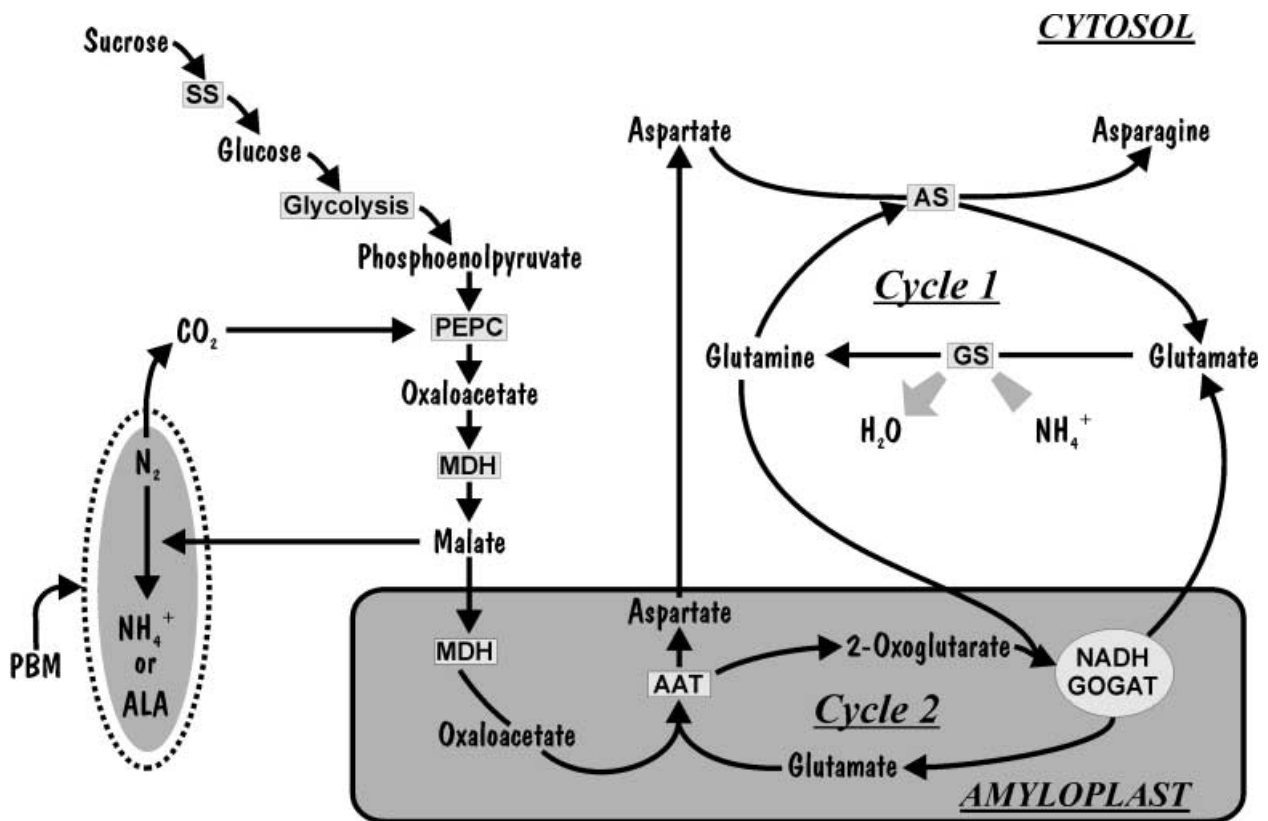 CYTOSOL
Sucrose
SS
Glucose
Glycolysis
Phosphoenolpyruvate
CO₂
PEPC
Oxaloacetate
MDH
Malate
N₂
NH₄⁺
or
ALA
PBM
Aspartate
Asparagine
AS
Cycle 1
Glutamine
GS
Glutamate
H₂O
NH₄⁺
MDH
Oxaloacetate
Aspartate
AAT
2-Oxoglutarate
NADH
GOGAT
Cycle 2
Glutamate
AMYLOPLAST